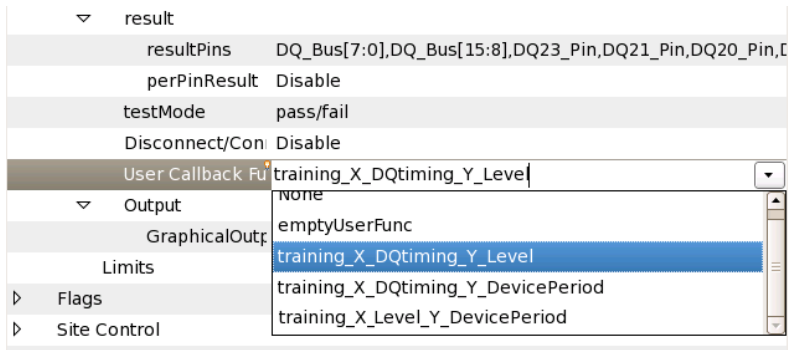 result
resultPins DQ_Bus[7:0],DQ_Bus[15:8],DQ23_Pin,DQ21_Pin,DQ20_Pin,D
perPinResult Disable
testMode pass/fail
Disconnect/Con Disable
User Callback Fu training_X_DQtiming_Y_Level
None
Output
emptyUserFunc
GraphicalOutp
training_X_DQtiming_Y_Level
Limits
training_X_DQtiming_Y_DevicePeriod
Flags
training_X_Level_Y_DevicePeriod
Site Control